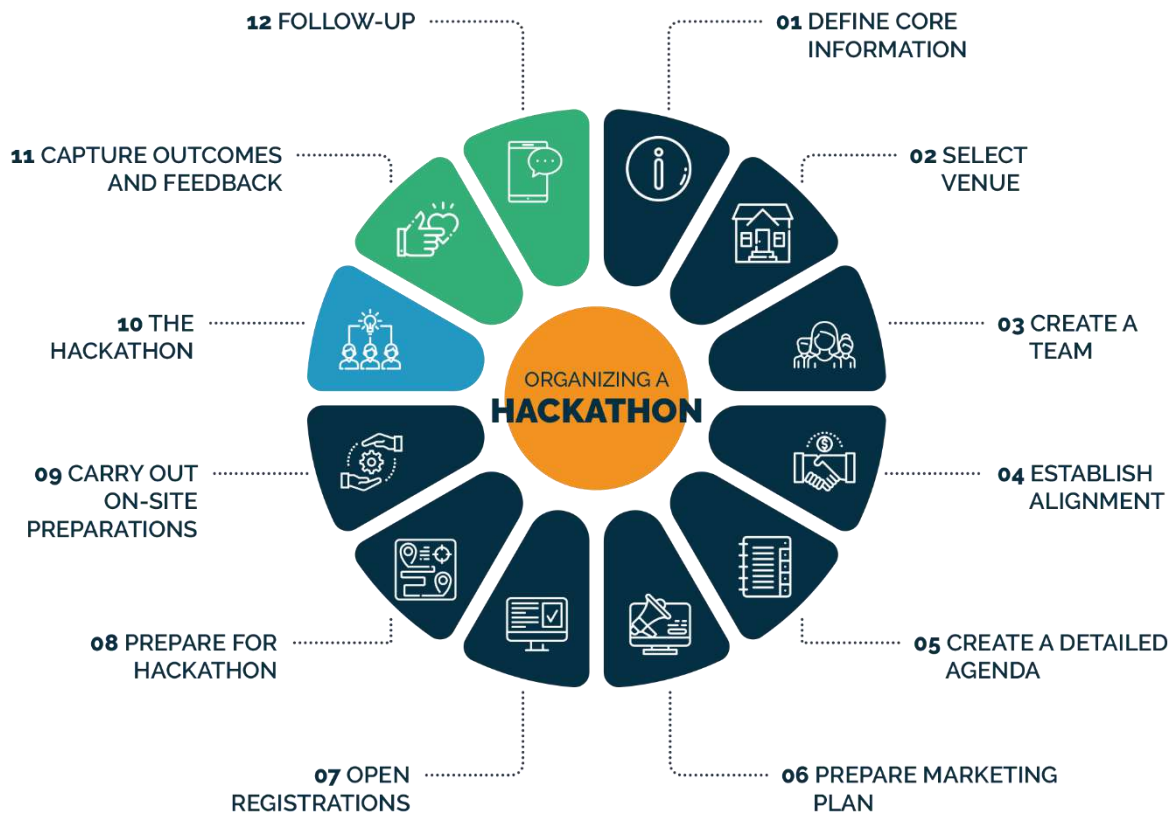 ORGANIZING A
HACKATHON
01 DEFINE CORE
INFORMATION
02 SELECT
VENUE
03 CREATE A
TEAM
04 ESTABLISH
ALIGNMENT
05 CREATE A DETAILED
AGENDA
06 PREPARE MARKETING
PLAN
07 OPEN
REGISTRATIONS
08 PREPARE FOR
HACKATHON
09 CARRY OUT
ON-SITE
PREPARATIONS
10 THE
HACKATHON
11 CAPTURE OUTCOMES
AND FEEDBACK
12 FOLLOW-UP